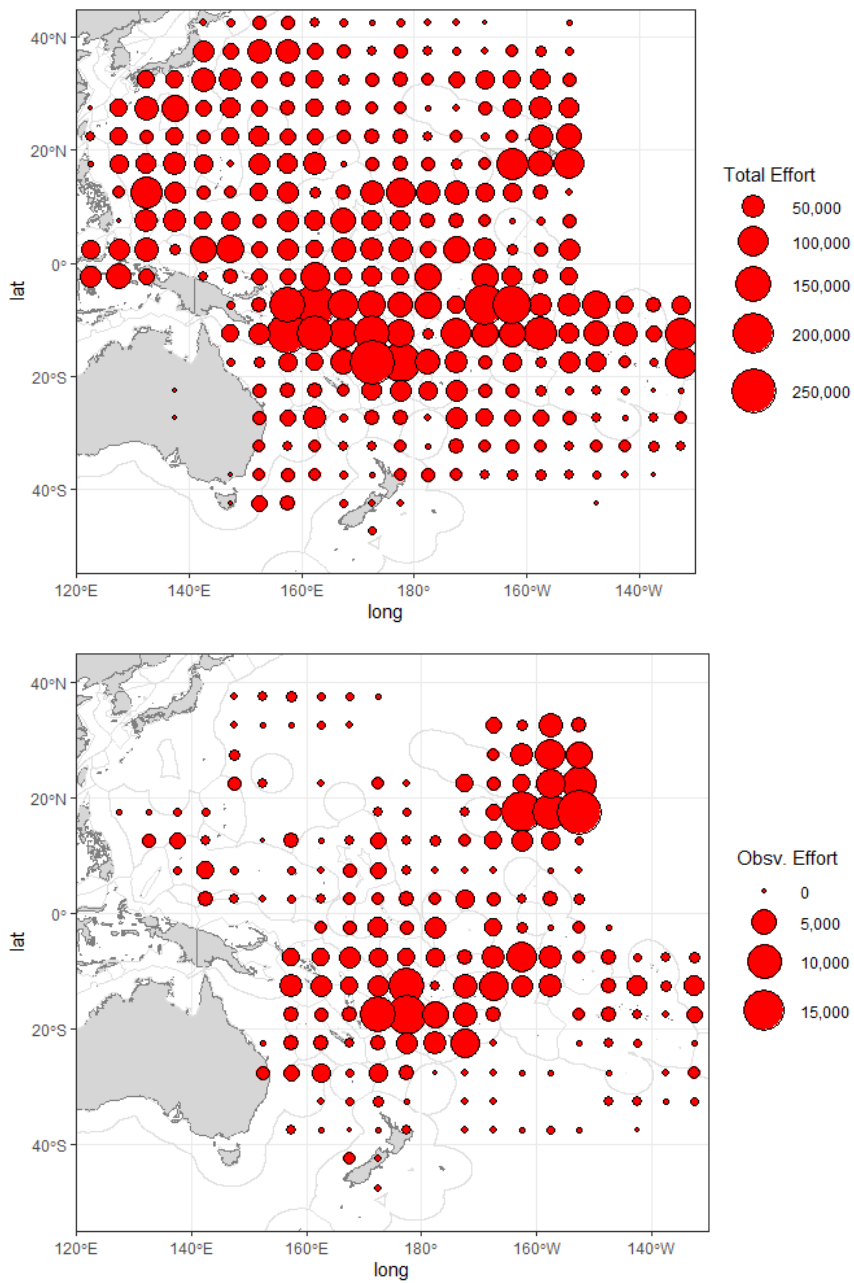 40°N
20°N
0°
20°S
40°S
lat
120°E 140°E 160°E 180° 160°W 140°W
long
Total Effort
50,000
100,000
150,000
200,000
250,000
40°N
20°N
0°
20°S
40°S
lat
120°E 140°E 160°E 180° 160°W 140°W
long
Obsv. Effort
0
5,000
10,000
15,000